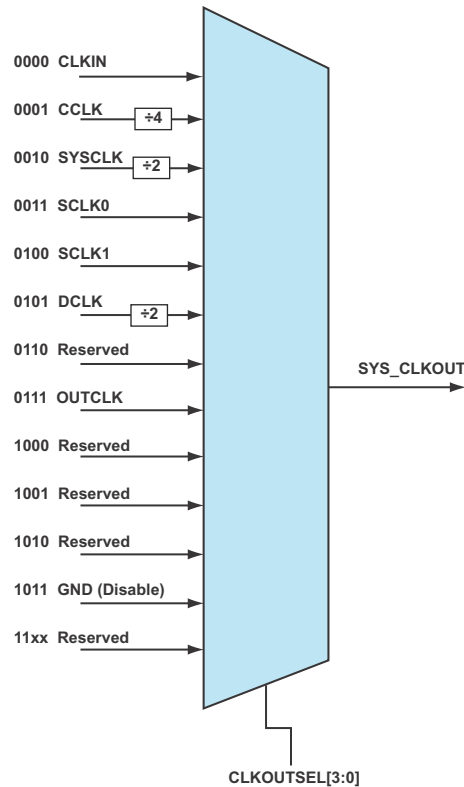 0000 CLKIN
0001 CCLK
÷4
0010 SYSCLK
÷2
0011 SCLK0
0100 SCLK1
0101 DCLK
÷2
0110 Reserved
SYS_CLKOUT
0111 OUTCLK
1000 Reserved
1001 Reserved
1010 Reserved
1011 GND (Disable)
11xx Reserved
CLKOUTSEL[3:0]